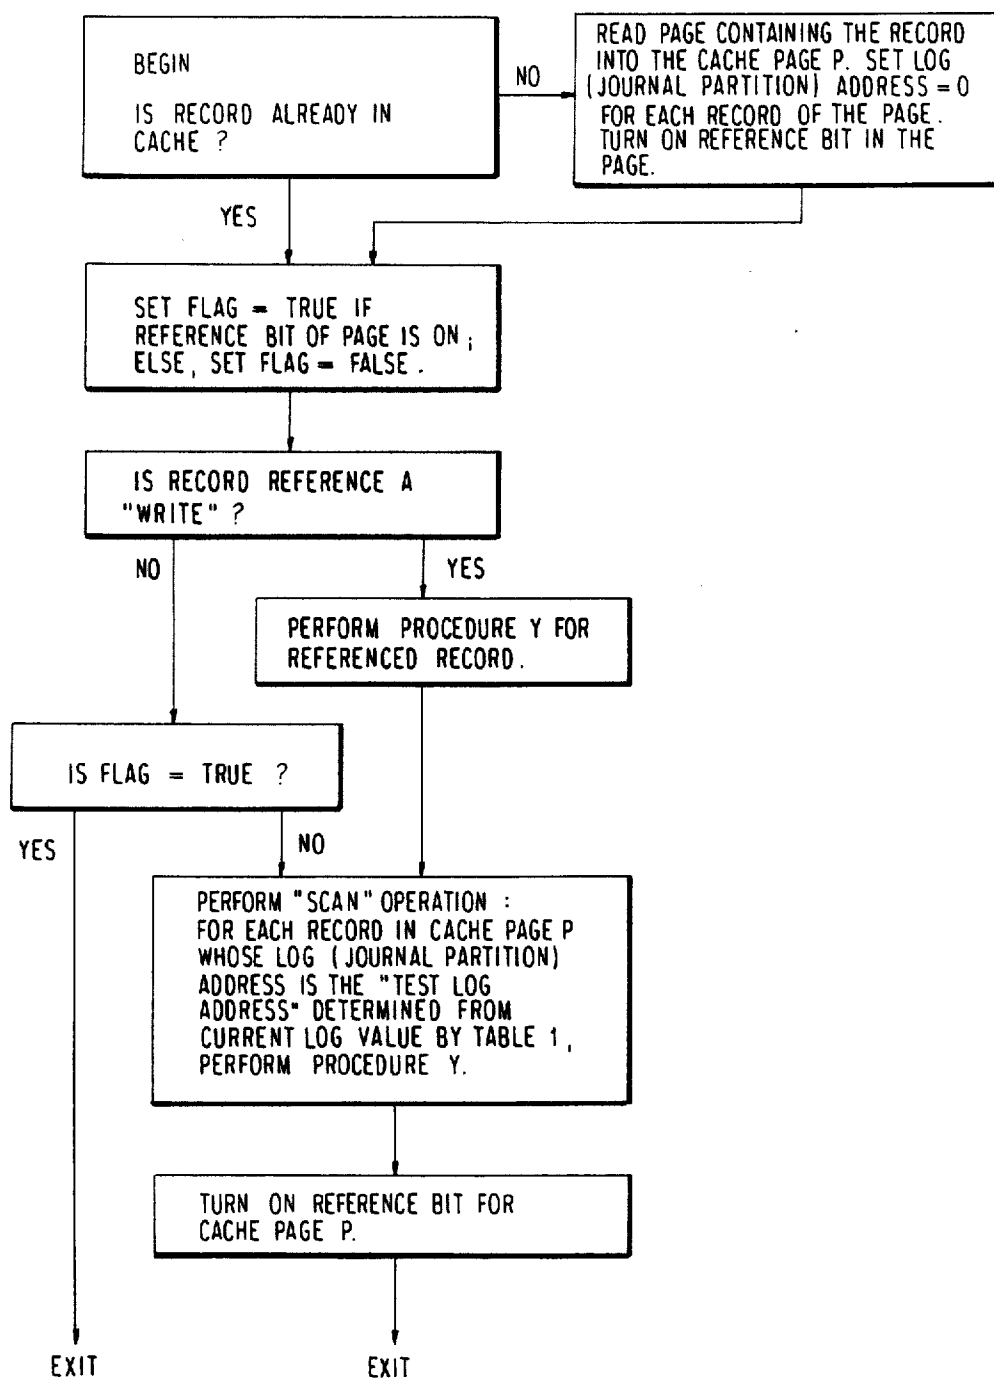 BEGIN
IS RECORD ALREADY IN
CACHE ?
NO
READ PAGE CONTAINING THE RECORD
INTO THE CACHE PAGE P. SET LOG
(JOURNAL PARTITION) ADDRESS = 0
FOR EACH RECORD OF THE PAGE.
TURN ON REFERENCE BIT IN THE
PAGE.
YES
SET FLAG = TRUE IF
REFERENCE BIT OF PAGE IS ON;
ELSE, SET FLAG = FALSE.
IS RECORD REFERENCE A
"WRITE" ?
NO
YES
PERFORM PROCEDURE Y FOR
REFERENCED RECORD.
IS FLAG = TRUE ?
YES
NO
PERFORM "SCAN" OPERATION :
FOR EACH RECORD IN CACHE PAGE P
WHOSE LOG (JOURNAL PARTITION)
ADDRESS IS THE "TEST LOG
ADDRESS" DETERMINED FROM
CURRENT LOG VALUE BY TABLE 1,
PERFORM PROCEDURE Y.
TURN ON REFERENCE BIT FOR
CACHE PAGE P.
EXIT
EXIT